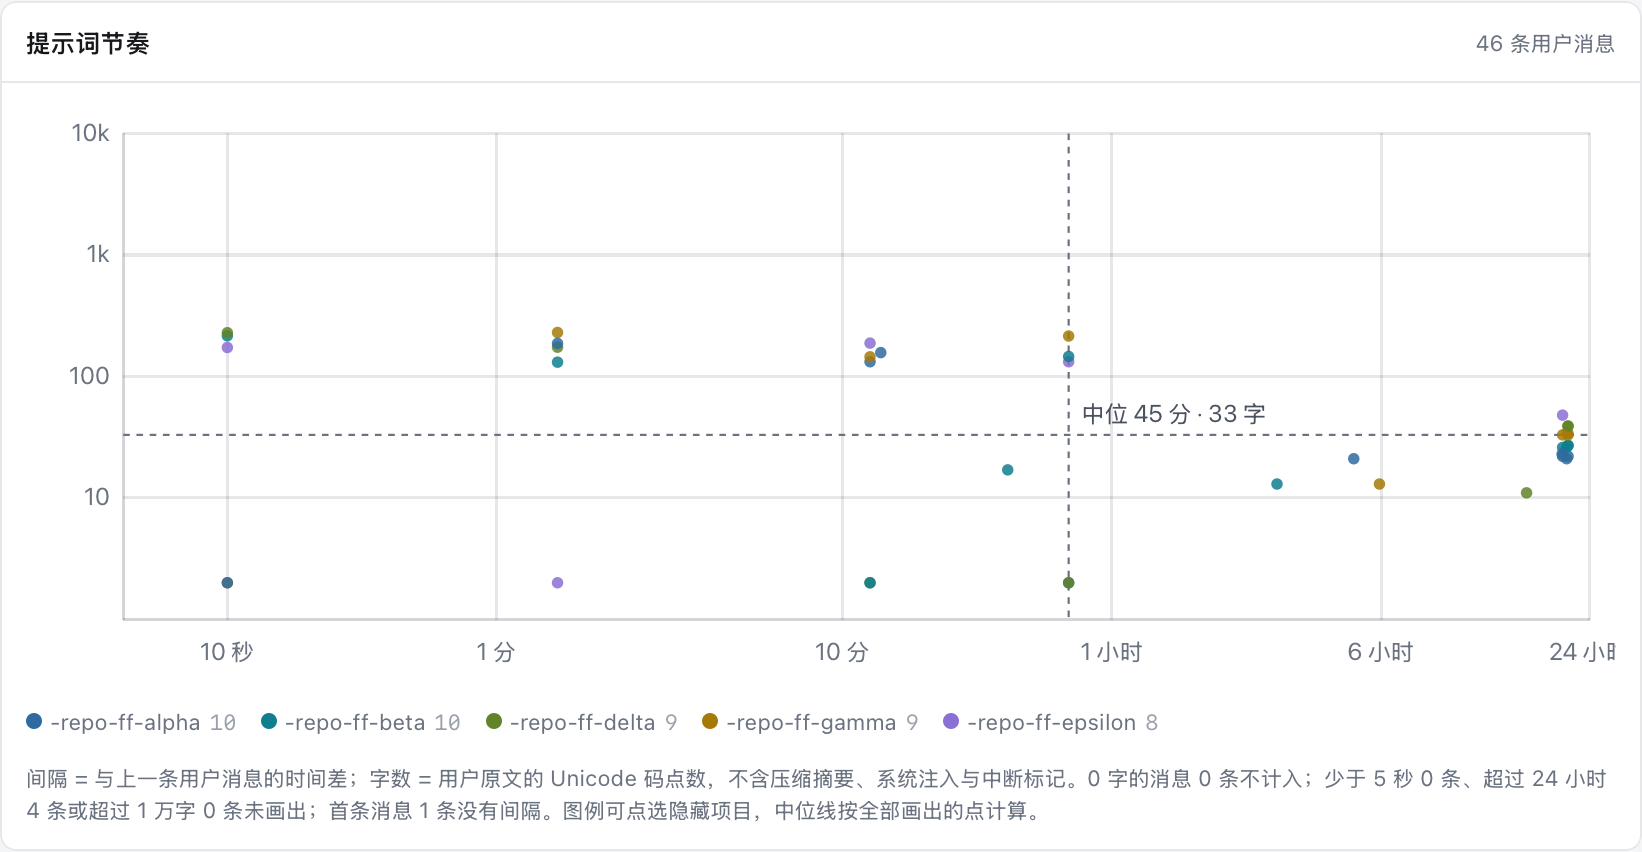 提示词节奏
46 条用户消息
10k
1k
100
10
中位 45 分 · 33 字
10 秒
1 分
10 分
1 小时
6 小时
24 小
-repo-ff-alpha 10
-repo-ff-beta 10
-repo-ff-delta 9
-repo-ff-gamma 9
-repo-ff-epsilon 8
间隔 = 与上一条用户消息的时间差；字数 = 用户原文的 Unicode 码点数，不含压缩摘要、系统注入与中断标记。0 字的消息 0 条不计入；少于 5 秒 0 条、超过 24 小时
4 条或超过 1 万字 0 条未画出；首条消息 1 条没有间隔。图例可点选隐藏项目，中位线按全部画出的点计算。